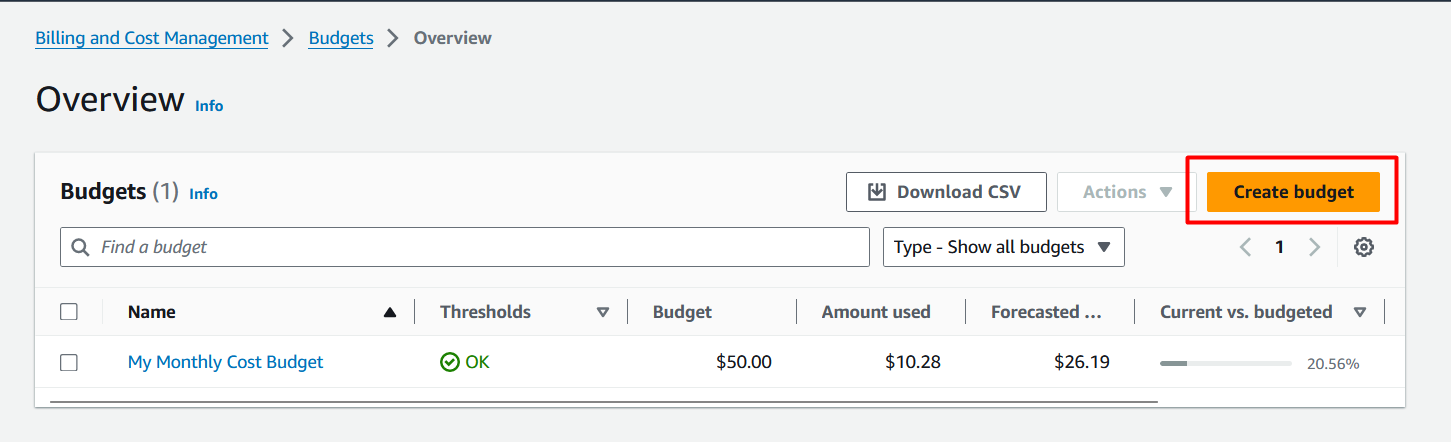 Billing and Cost Management > Budgets > Overview
Overview Info
Budgets (1) Info
Download CSV
Actions
Create budget
Find a budget
Type - Show all budgets
1
Name Thresholds Budget Amount used Forecasted ... Current vs. budgeted
My Monthly Cost Budget OK $50.00 $10.28 $26.19 20.56%